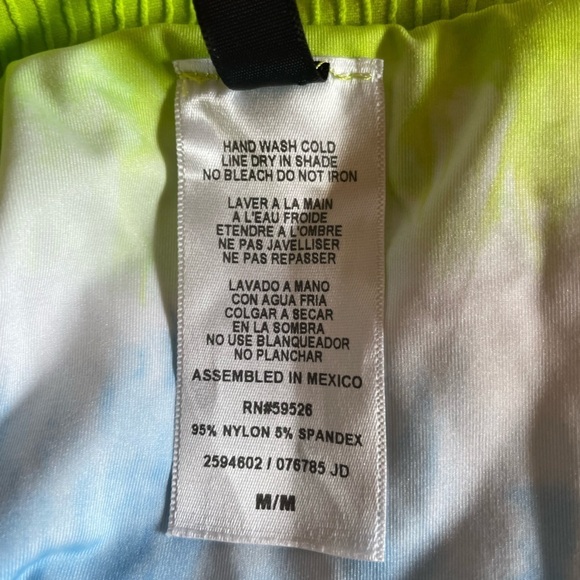 HAND WASH COLD
LINE DRY IN SHADE
NO BLEACH DO NOT IRON
LAVER A LA MAIN
A L'EAU FROIDE
ETENDRE A L'OMBRE
NE PAS JAVELLISER
NE PAS REPASSER
LAVADO A MANO
CON AGUA FRIA
COLGAR A SECAR
EN LA SOMBRA
NO USE BLANQUEADOR
NO PLANCHAR
ASSEMBLED IN MEXICO
RN#59526
95% NYLON 5% SPANDEX
2594602 / 076785 JD
M/M